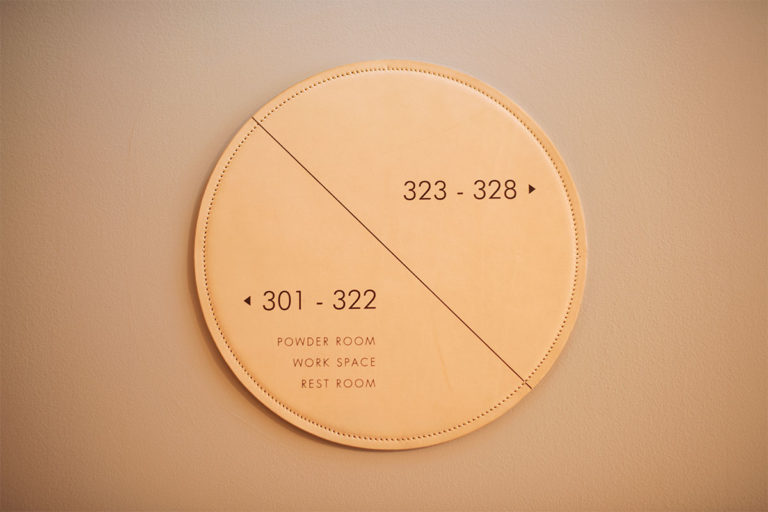 323 - 328 ▶
◀ 301 - 322
POWDER ROOM
WORK SPACE
REST ROOM